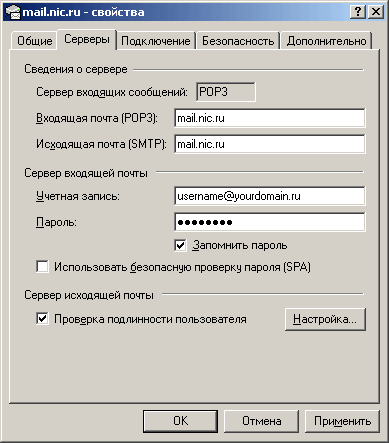 mail.nic.ru - свойства
Общие Серверы Подключение Безопасность Дополнительно
Сведения о сервере
Сервер входящих сообщений: POP3
Входящая почта (POP3): mail.nic.ru
Исходящая почта (SMTP): mail.nic.ru
Сервер входящей почты
Учетная запись: username@yourdomain.ru
Пароль: ●●●●●●●●
Запомнить пароль
Использовать безопасную проверку пароля (SPA)
Сервер исходящей почты
Проверка подлинности пользователя Настройка...
OK Отмена Применить